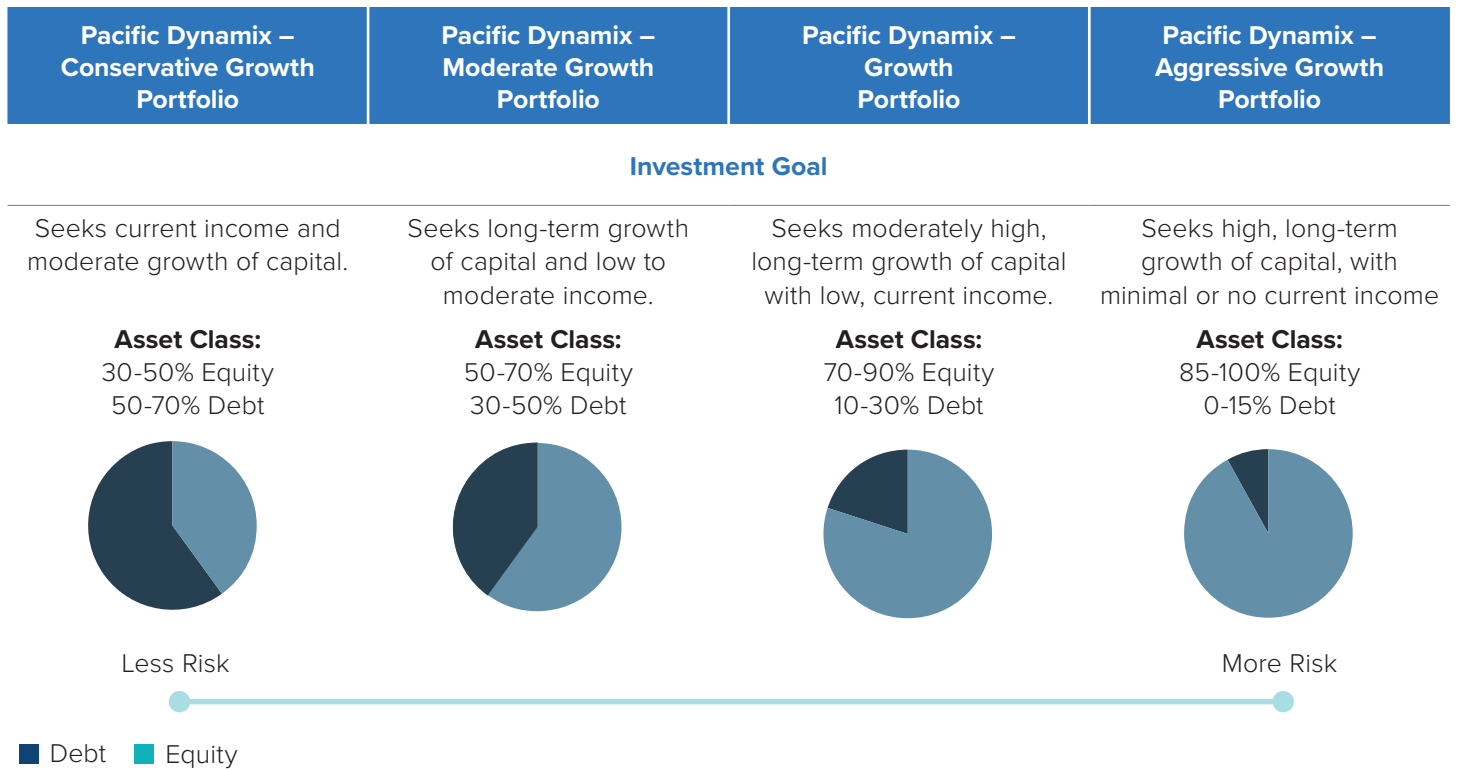 Pacific Dynamix –
Conservative Growth
Portfolio
Pacific Dynamix –
Moderate Growth
Portfolio
Pacific Dynamix –
Growth
Portfolio
Pacific Dynamix –
Aggressive Growth
Portfolio
Investment Goal
Seeks current income and
moderate growth of capital.
Asset Class:
30-50% Equity
50-70% Debt
Seeks long-term growth
of capital and low to
moderate income.
Asset Class:
50-70% Equity
30-50% Debt
Seeks moderately high,
long-term growth of capital
with low, current income.
Asset Class:
70-90% Equity
10-30% Debt
Seeks high, long-term
growth of capital, with
minimal or no current income
Asset Class:
85-100% Equity
0-15% Debt
Less Risk
More Risk
Debt
Equity